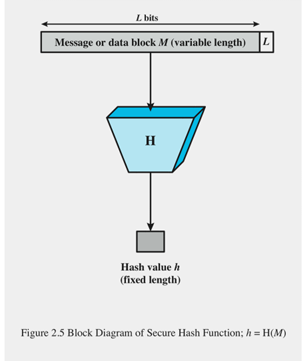 L bits
Message or data block M (variable length) L
H
Hash value h
(fixed length)
Figure 2.5 Block Diagram of Secure Hash Function; h = H(M)